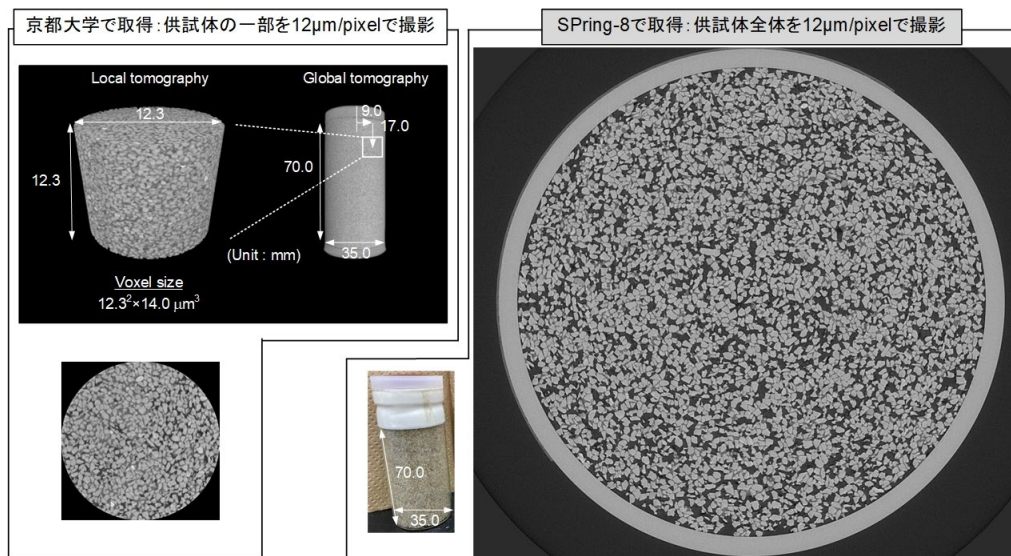 京都大学で取得：供試体の一部を12μm/pixelで撮影
SPring-8で取得：供試体全体を12μm/pixelで撮影
Local tomography
Global tomography
12.3
12.3
9.0
17.0
70.0
35.0
(Unit : mm)
Voxel size
12.3²×14.0 μm³
70.0
35.0